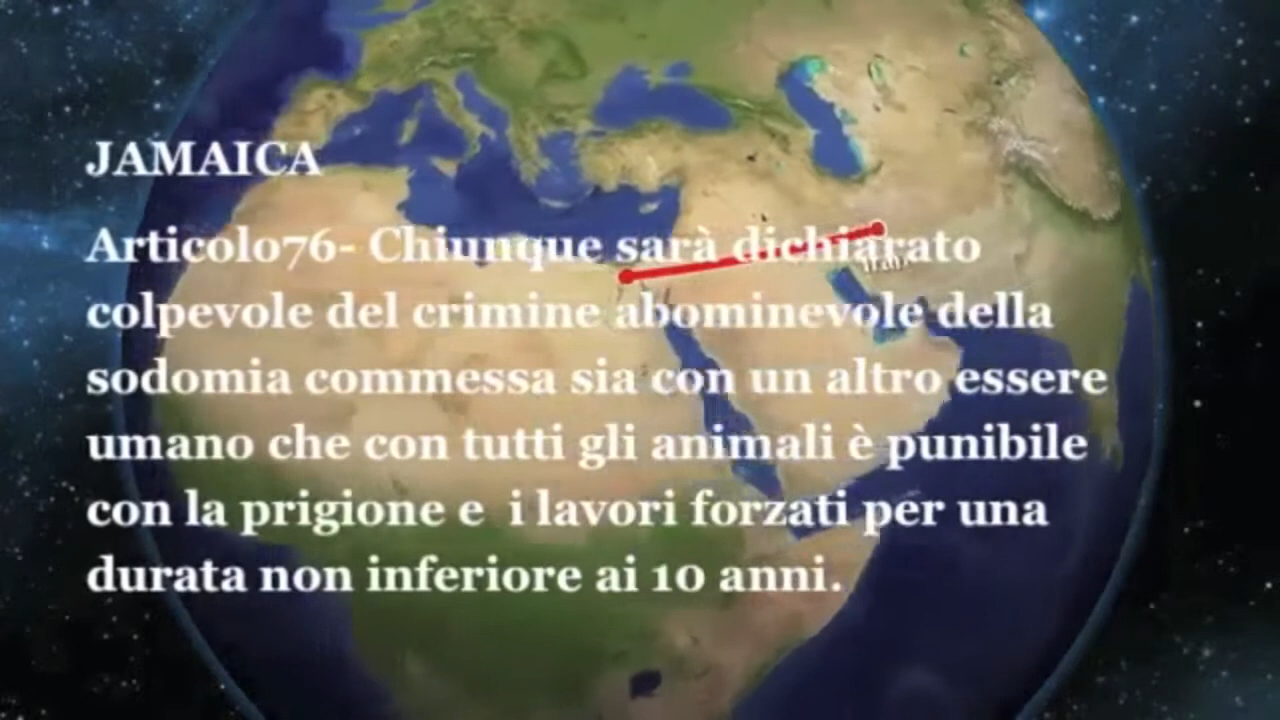 JAMAICA
Articolo76- Chiunque sarà dichiarato
colpevole del crimine abominevole della
sodomia commessa sia con un altro essere
umano che con tutti gli animali è punibile
con la prigione e  i lavori forzati per una
durata non inferiore ai 10 anni.